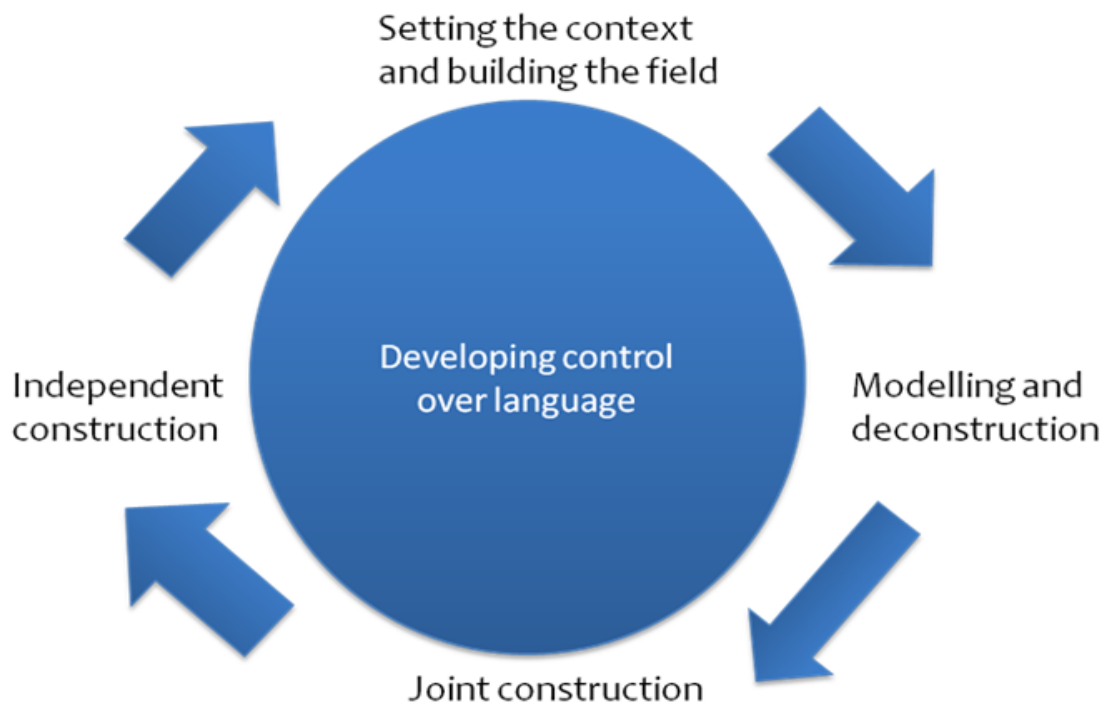 Setting the context
and building the field
Developing control
over language
Modelling and
deconstruction
Joint construction
Independent
construction